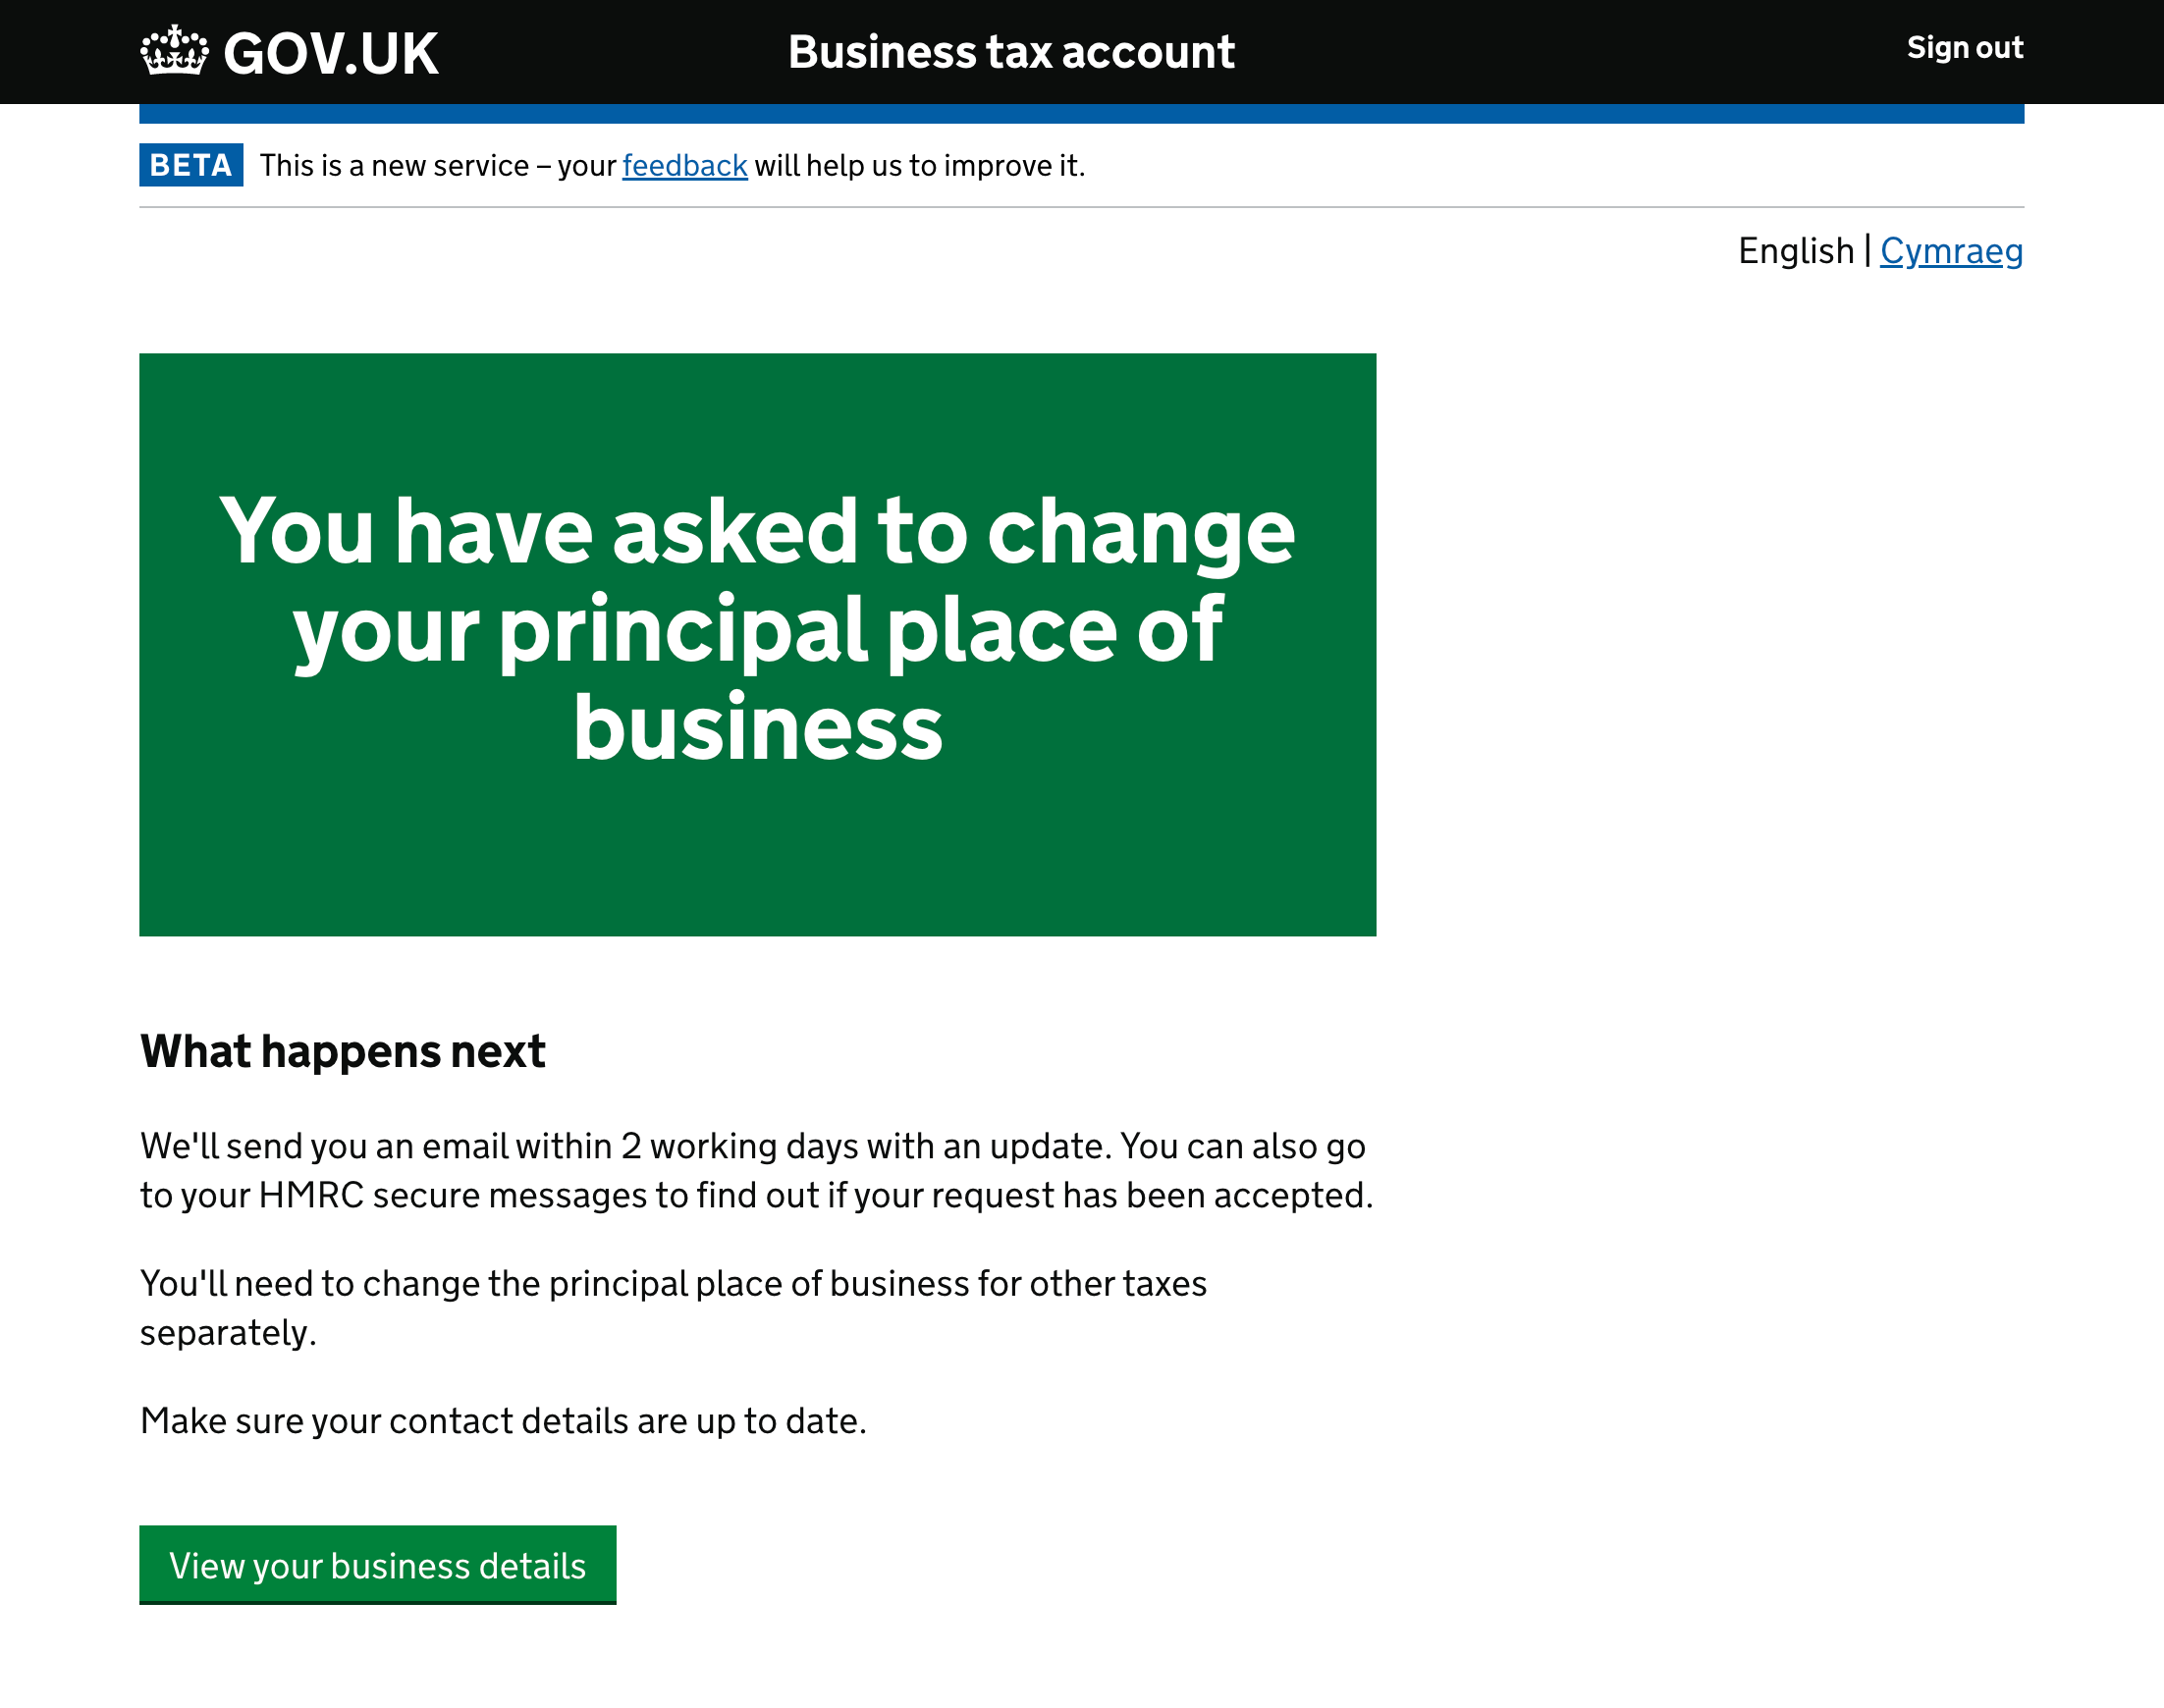 GOV.UK
Business tax account
Sign out
BETA
This is a new service – your feedback will help us to improve it.
English | Cymraeg
You have asked to change
your principal place of
business
What happens next
We'll send you an email within 2 working days with an update. You can also go
to your HMRC secure messages to find out if your request has been accepted.
You'll need to change the principal place of business for other taxes
separately.
Make sure your contact details are up to date.
View your business details